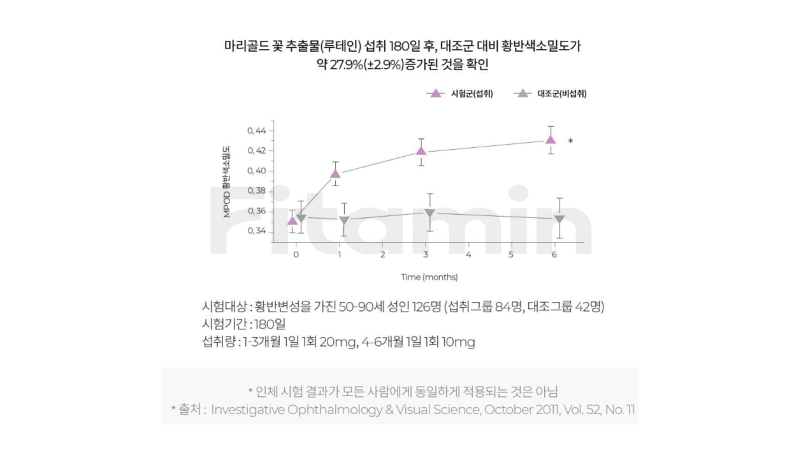 마리골드 꽃 추출물(루테인) 섭취 180일 후, 대조군 대비 황반색소밀도가
약 27.9%(±2.9%)증가된 것을 확인
시험군(섭취) 대조군(비섭취)
MPOD 황반색소밀도
0,44
0,42
0,40
0,38
0,36
0,34
*
0 1 2 3 4 5 6
Time (months)
Fitamin
시험대상 : 황반변성을 가진 50-90세 성인 126명 (섭취그룹 84명, 대조그룹 42명)
시험기간 : 180일
섭취량 : 1-3개월 1일 1회 20mg, 4-6개월 1일 1회 10mg
* 인체 시험 결과가 모든 사람에게 동일하게 적용되는 것은 아님
* 출처 : Investigative Ophthalmology & Visual Science, October 2011, Vol. 52, No. 11